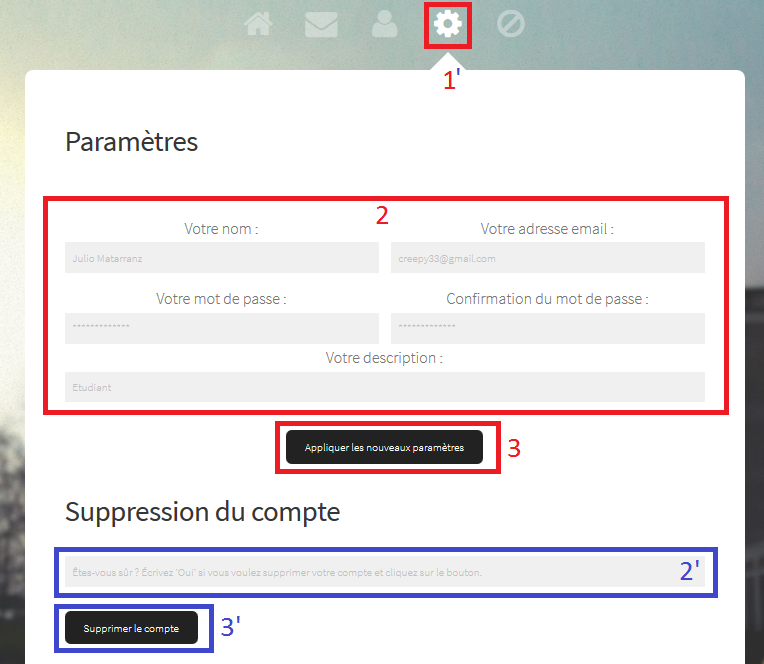 1'
Paramètres
2
Votre nom :
Votre adresse email :
Julio Matarranz
creepy33@gmail.com
Votre mot de passe :
Confirmation du mot de passe :
-------------
-------------
Votre description :
Etudiant
Appliquer les nouveaux paramètres
3
Suppression du compte
Êtes-vous sûr ? Écrivez 'Oui' si vous voulez supprimer votre compte et cliquez sur le bouton.
2'
Supprimer le compte
3'